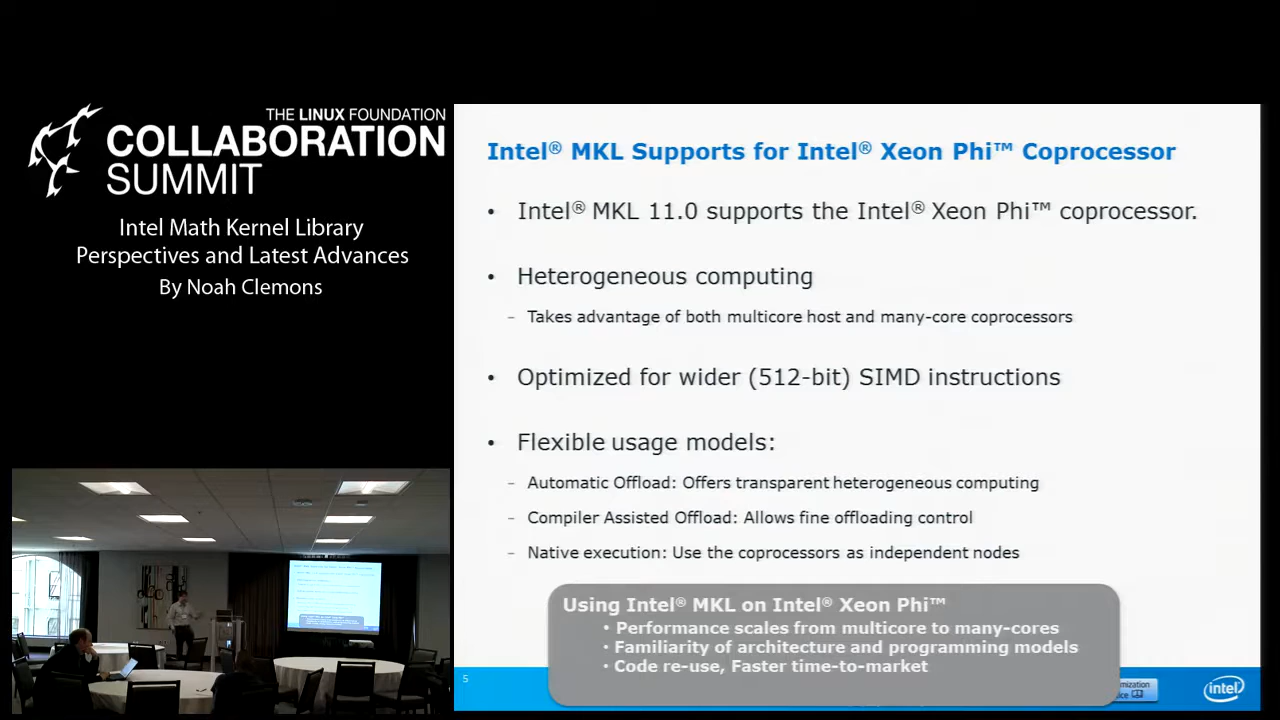 THE LINUX FOUNDATION
COLLABORATION
SUMMIT
Intel Math Kernel Library
Perspectives and Latest Advances
By Noah Clemons
Intel® MKL Supports for Intel® Xeon Phi™ Coprocessor
• Intel® MKL 11.0 supports the Intel® Xeon Phi™ coprocessor.
• Heterogeneous computing
– Takes advantage of both multicore host and many-core coprocessors
• Optimized for wider (512-bit) SIMD instructions
• Flexible usage models:
– Automatic Offload: Offers transparent heterogeneous computing
– Compiler Assisted Offload: Allows fine offloading control
– Native execution: Use the coprocessors as independent nodes
Using Intel® MKL on Intel® Xeon Phi™
• Performance scales from multicore to many-cores
• Familiarity of architecture and programming models
• Code re-use, Faster time-to-market
5
intel